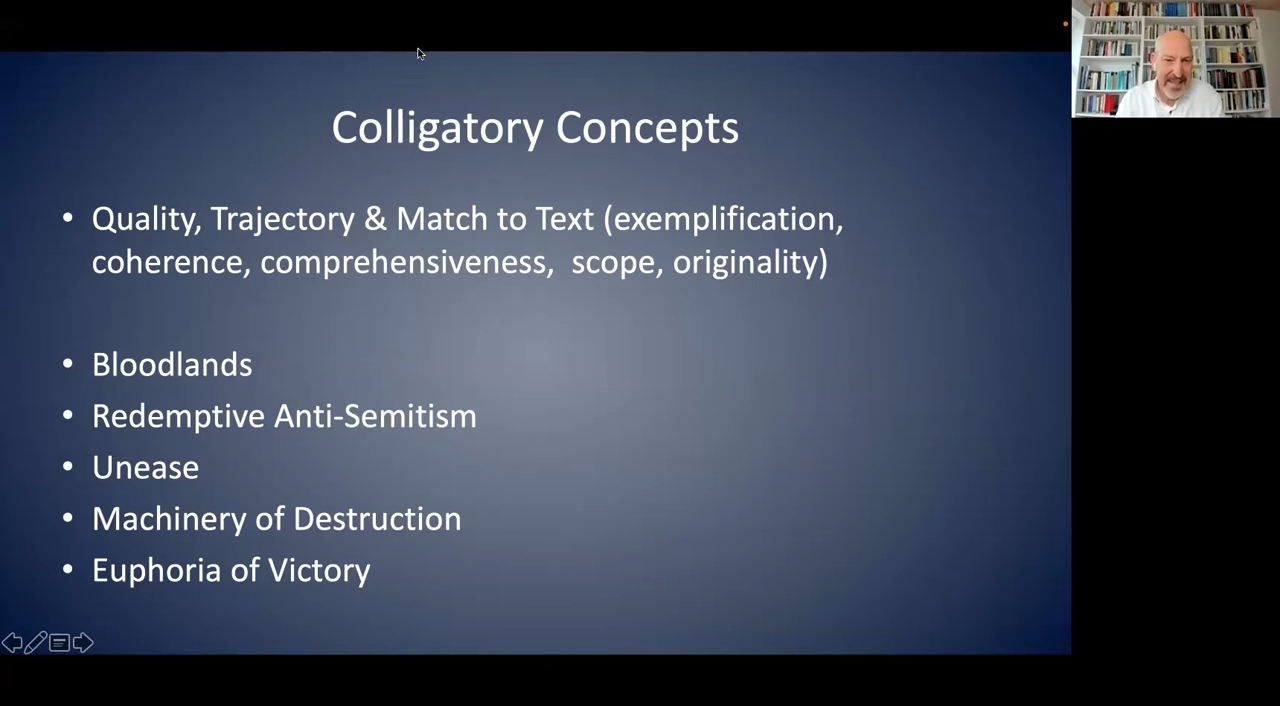 Colligatory Concepts
• Quality, Trajectory & Match to Text (exemplification,
coherence, comprehensiveness,  scope, originality)
• Bloodlands
• Redemptive Anti-Semitism
• Unease
• Machinery of Destruction
• Euphoria of Victory